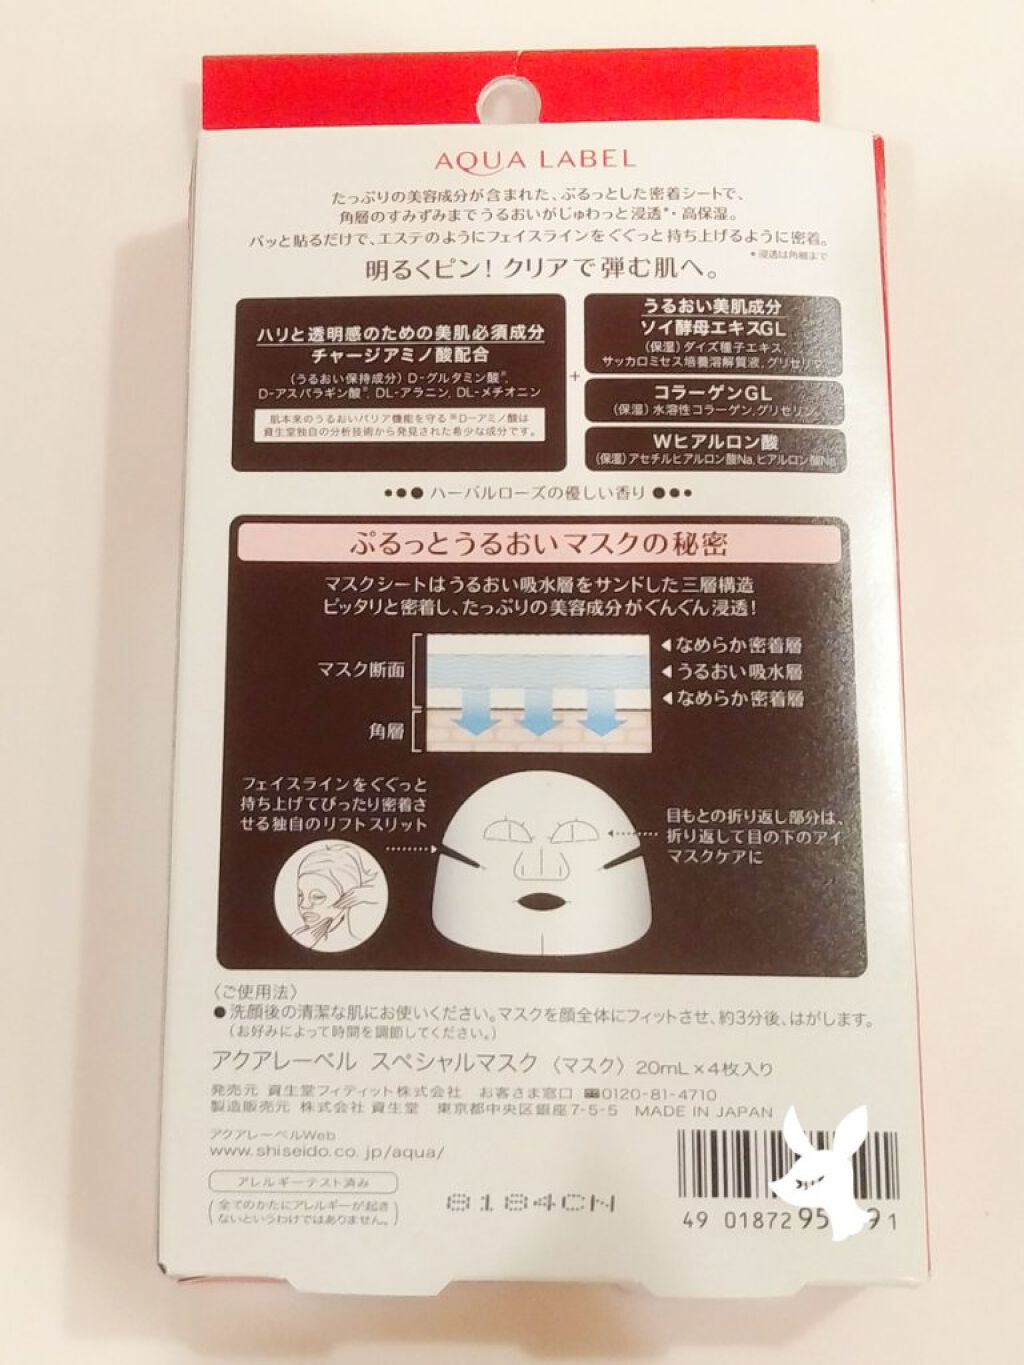 AQUA LABEL
たっぷりの美容成分が含まれた、ぷるっとした密着シートで、
角層のすみずみまでうるおいがじゅわっと浸透*・高保湿。
パッと貼るだけで、エステのようにフェイスラインをぐぐっと持ち上げるように密着。
*浸透は角層まで
明るくピン！クリアで弾む肌へ。
ハリと透明感のための美肌必須成分
チャージアミノ酸配合
（うるおい保持成分）D-グルタミン酸※、
D-アスパラギン酸※、DL-アラニン、DL-メチオニン
肌本来のうるおいバリア機能を守る※D-アミノ酸は
資生堂独自の分析技術から発見された希少な成分です。
+
うるおい美肌成分
ソイ酵母エキスGL
（保湿）ダイズ種子エキス、
サッカロミセス培養溶解質液、グリセリン
コラーゲンGL
（保湿）水溶性コラーゲン、グリセリン
Wヒアルロン酸
（保湿）アセチルヒアルロン酸Na、ヒアルロン酸Na
●●●ハーバルローズの優しい香り●●●
ぷるっとうるおいマスクの秘密
マスクシートはうるおい吸水層をサンドした三層構造
ピッタリと密着し、たっぷりの美容成分がぐんぐん浸透！
マスク断面
◀なめらか密着層
◀うるおい吸水層
◀なめらか密着層
角層
フェイスラインをぐぐっと
持ち上げてぴったり密着さ
せる独自のリフトスリット
目もとの折り返し部分は、
折り返して目の下のアイ
マスクケアに
〈ご使用法〉
●洗顔後の清潔な肌にお使いください。マスクを顔全体にフィットさせ、約3分後、はがします。
（お好みによって時間を調節してください。）
アクアレーベル スペシャルマスク〈マスク〉20mL×4枚入り
発売元 資生堂フィティット株式会社 お客さま窓口 0120-81-4710
製造販売元 株式会社 資生堂 東京都中央区銀座7-5-5 MADE IN JAPAN
アクアレーベルWeb
www.shiseido.co.jp/aqua/
アレルギーテスト済み
（全てのかたにアレルギーが起き
ないというわけではありません。）
8184CN
49 01872 95 91